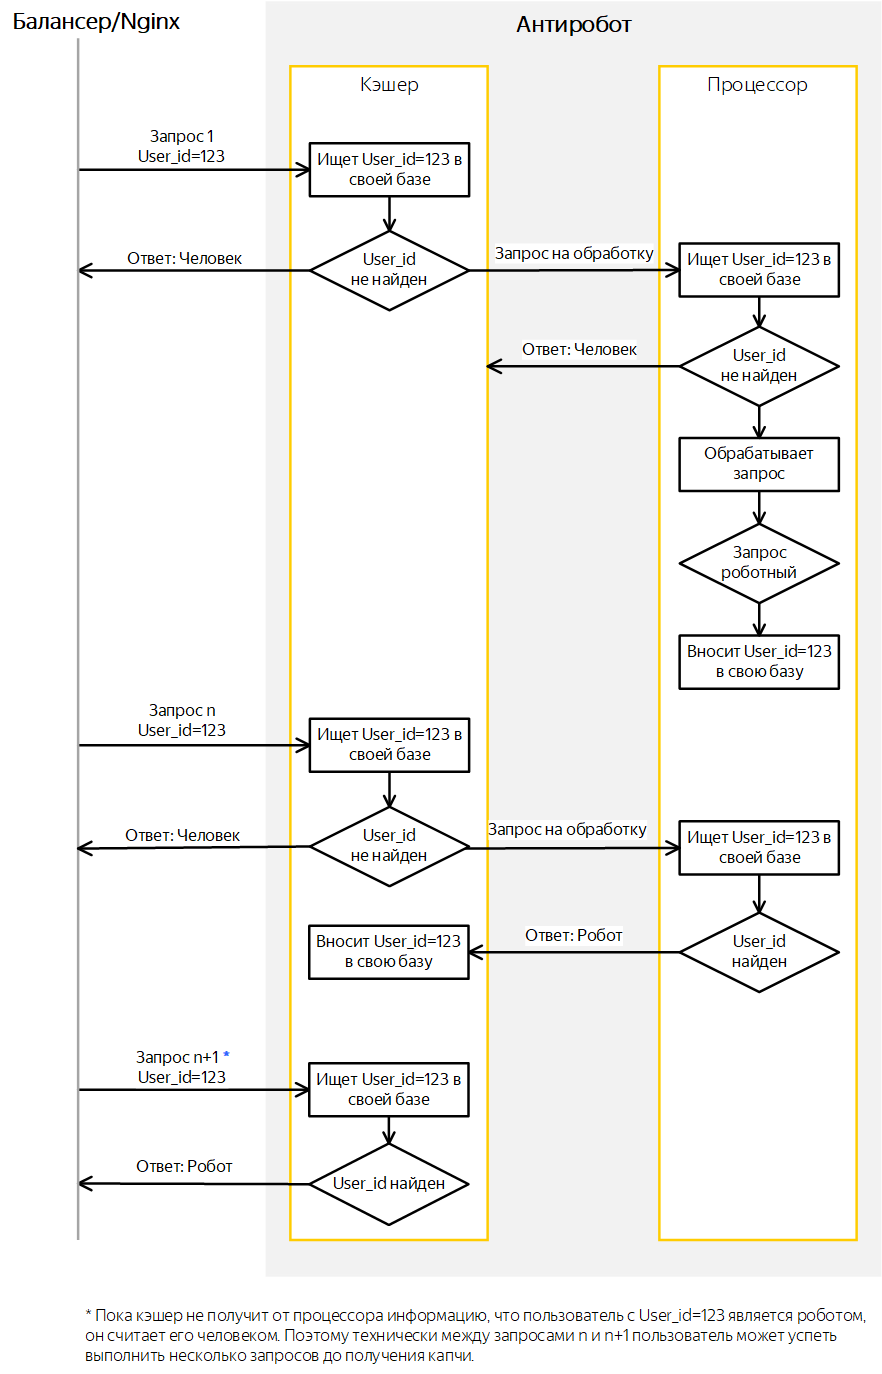 Балансер/Nginx
Антиробот
Кэшер
Процессор
Запрос 1
User_id=123
Ищет User_id=123 в
своей базе
User_id
не найден
Ответ: Человек
Запрос на обработку
Ищет User_id=123 в
своей базе
User_id
не найден
Ответ: Человек
Обрабатывает
запрос
Запрос
роботный
Вносит User_id=123
в свою базу
Запрос n
User_id=123
Ищет User_id=123 в
своей базе
User_id
не найден
Ответ: Человек
Запрос на обработку
Ищет User_id=123 в
своей базе
User_id
найден
Ответ: Робот
Вносит User_id=123
в свою базу
Запрос n+1 *
User_id=123
Ищет User_id=123 в
своей базе
User_id найден
Ответ: Робот
* Пока кэшер не получит от процессора информацию, что пользователь с User_id=123 является роботом,
он считает его человеком. Поэтому технически между запросами n и n+1 пользователь может успеть
выполнить несколько запросов до получения капчи.